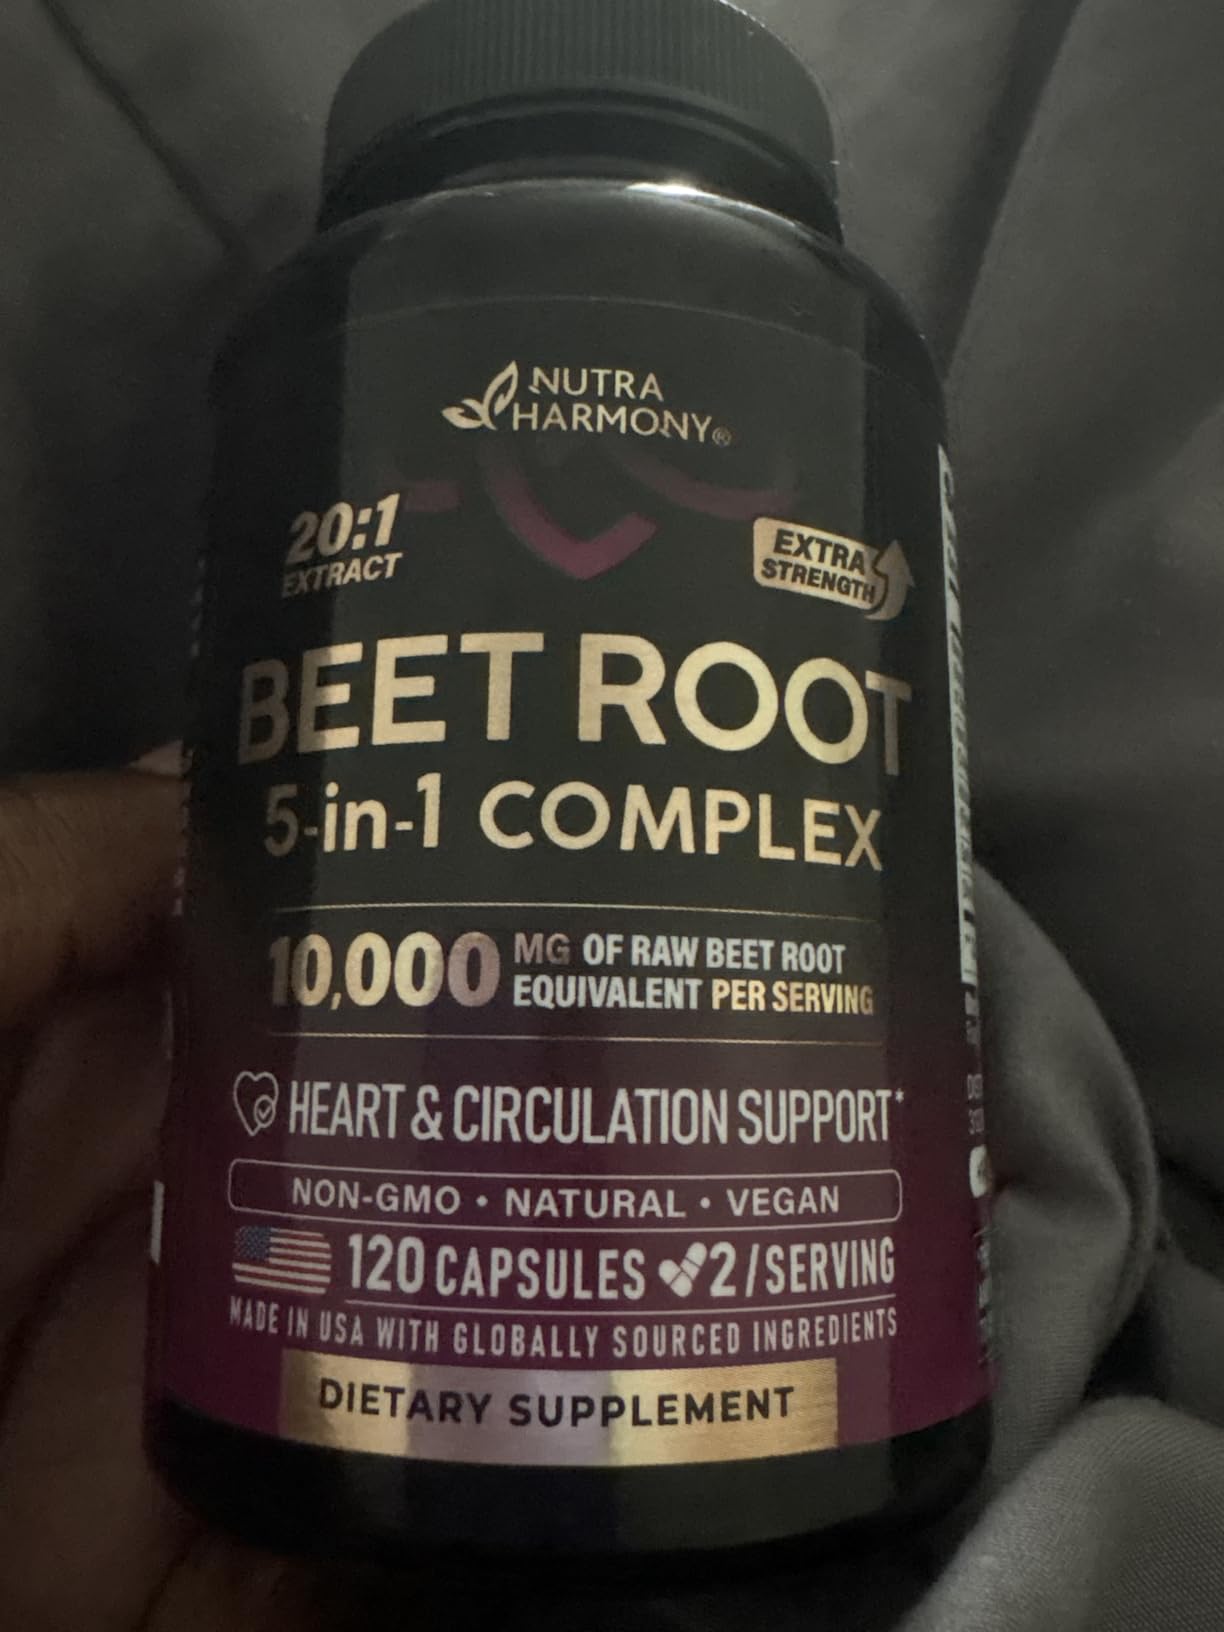 NUTRA
HARMONY®
20:1
EXTRACT
EXTRA
STRENGTH
BEET ROOT
5-in-1 COMPLEX
10,000 MG OF RAW BEET ROOT
EQUIVALENT PER SERVING
HEART & CIRCULATION SUPPORT*
NON-GMO • NATURAL • VEGAN
120 CAPSULES 2/SERVING
MADE IN USA WITH GLOBALLY SOURCED INGREDIENTS
DIETARY SUPPLEMENT